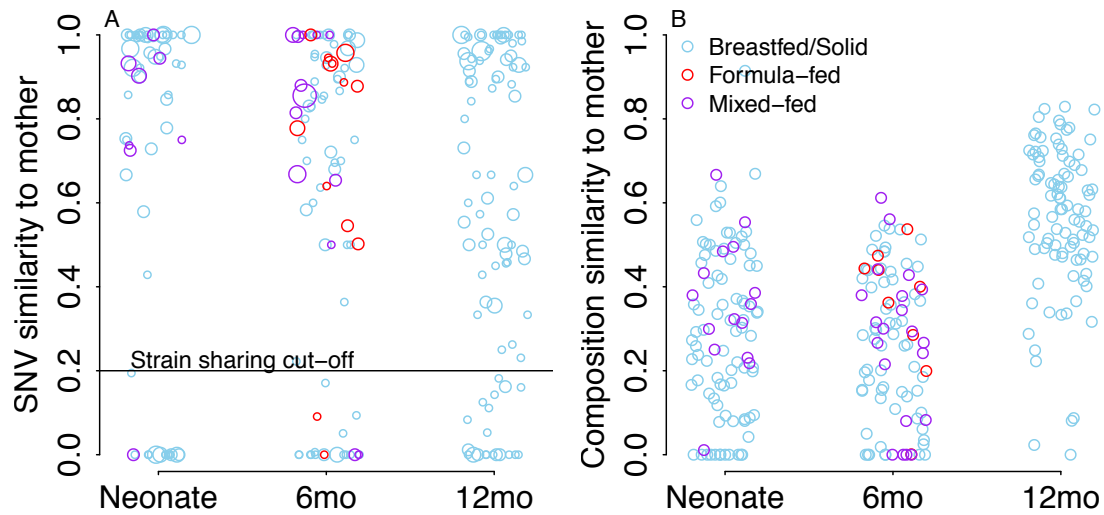 A
SNV similarity to mother
1.0
0.8
0.6
0.4
0.2
0.0
Strain sharing cut−off
Neonate 6mo 12mo
B
Composition similarity to mother
1.0
0.8
0.6
0.4
0.2
0.0
Breastfed/Solid
Formula−fed
Mixed−fed
Neonate 6mo 12mo